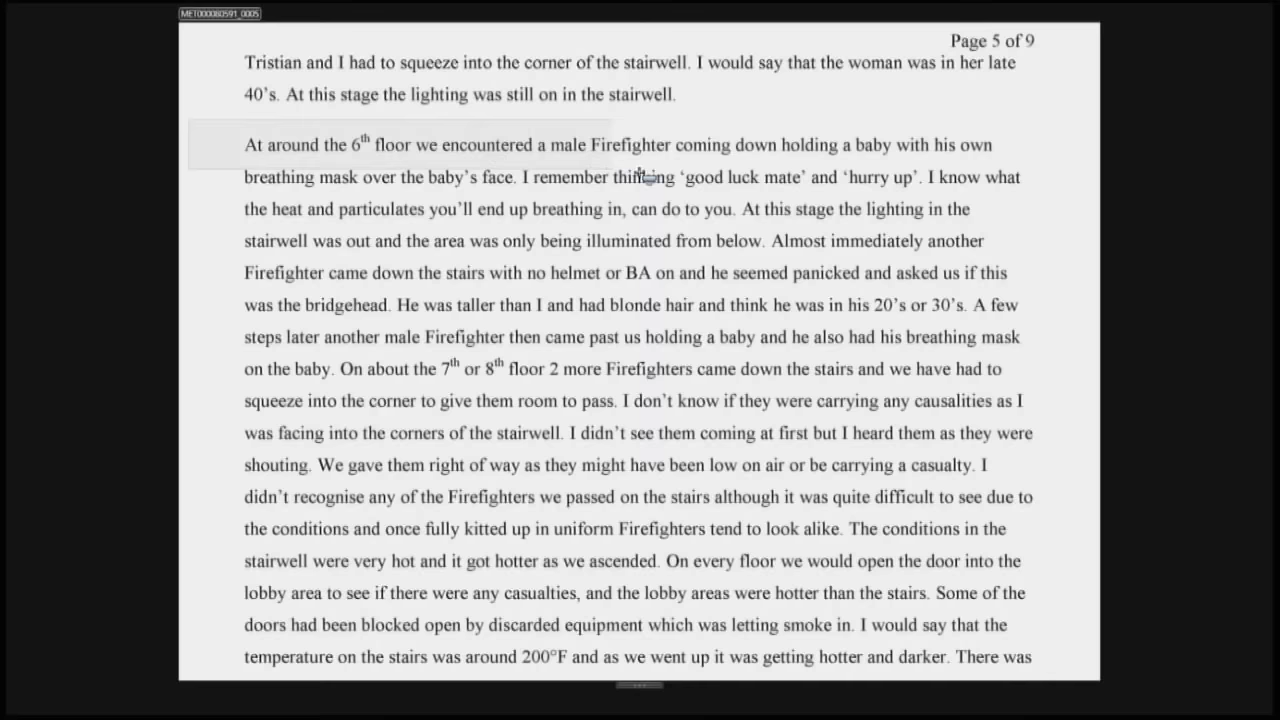 MET000080591_0005
Page 5 of 9
Tristian and I had to squeeze into the corner of the stairwell. I would say that the woman was in her late
40’s. At this stage the lighting was still on in the stairwell.
At around the 6th floor we encountered a male Firefighter coming down holding a baby with his own
breathing mask over the baby’s face. I remember thinking ‘good luck mate’ and ‘hurry up’. I know what
the heat and particulates you’ll end up breathing in, can do to you. At this stage the lighting in the
stairwell was out and the area was only being illuminated from below. Almost immediately another
Firefighter came down the stairs with no helmet or BA on and he seemed panicked and asked us if this
was the bridgehead. He was taller than I and had blonde hair and think he was in his 20’s or 30’s. A few
steps later another male Firefighter then came past us holding a baby and he also had his breathing mask
on the baby. On about the 7th or 8th floor 2 more Firefighters came down the stairs and we have had to
squeeze into the corner to give them room to pass. I don’t know if they were carrying any causalities as I
was facing into the corners of the stairwell. I didn’t see them coming at first but I heard them as they were
shouting. We gave them right of way as they might have been low on air or be carrying a casualty. I
didn’t recognise any of the Firefighters we passed on the stairs although it was quite difficult to see due to
the conditions and once fully kitted up in uniform Firefighters tend to look alike. The conditions in the
stairwell were very hot and it got hotter as we ascended. On every floor we would open the door into the
lobby area to see if there were any casualties, and the lobby areas were hotter than the stairs. Some of the
doors had been blocked open by discarded equipment which was letting smoke in. I would say that the
temperature on the stairs was around 200°F and as we went up it was getting hotter and darker. There was